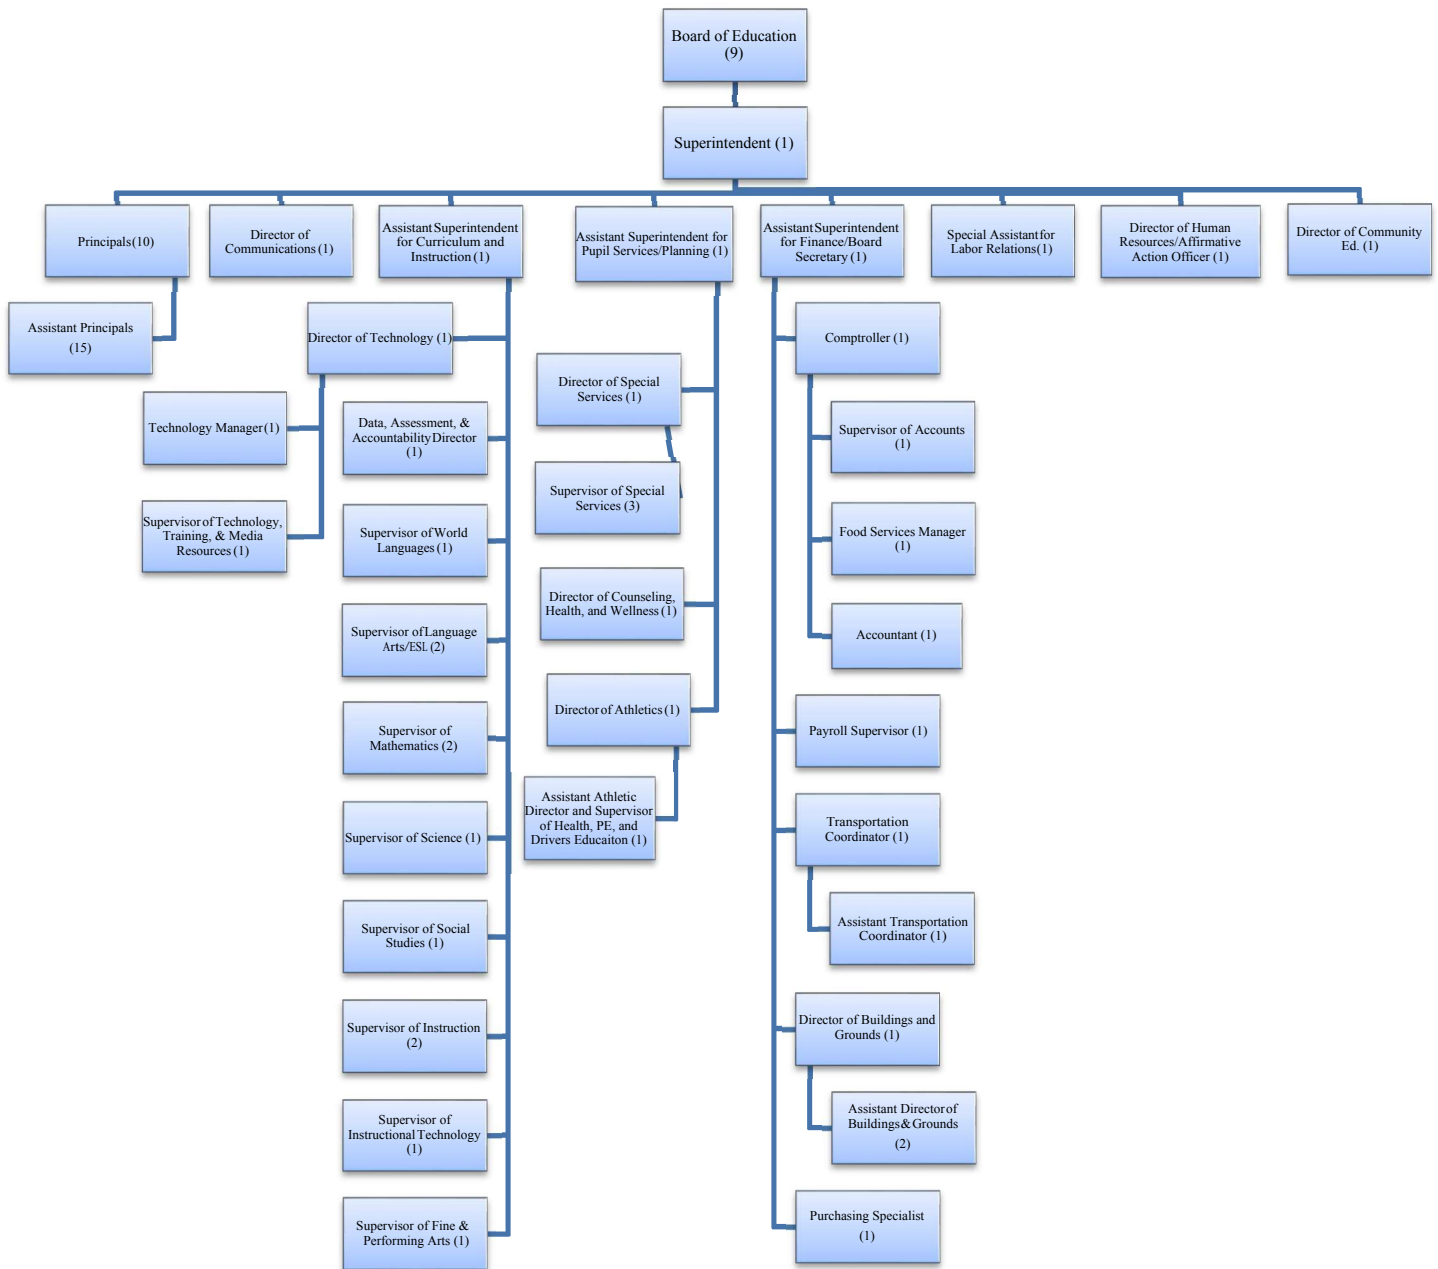 Board of Education
(9)
Superintendent (1)
Principals (10)
Director of
Communications (1)
Assistant Superintendent
for Curriculum and
Instruction (1)
Assistant Superintendent for
Pupil Services/Planning (1)
Assistant Superintendent
for Finance/Board
Secretary (1)
Special Assistant for
Labor Relations (1)
Director of Human
Resources/Affirmative
Action Officer (1)
Director of Community
Ed. (1)
Assistant Principals
(15)
Director of Technology (1)
Technology Manager (1)
Supervisor of Technology,
Training, & Media
Resources (1)
Data, Assessment, &
Accountability Director
(1)
Supervisor of World
Languages (1)
Supervisor of Language
Arts/ESL (2)
Supervisor of
Mathematics (2)
Supervisor of Science (1)
Supervisor of Social
Studies (1)
Supervisor of Instruction
(2)
Supervisor of
Instructional Technology
(1)
Supervisor of Fine &
Performing Arts (1)
Director of Special
Services (1)
Supervisor of Special
Services (3)
Director of Counseling,
Health, and Wellness (1)
Director of Athletics (1)
Assistant Athletic
Director and Supervisor
of Health, PE, and
Drivers Educaiton (1)
Comptroller (1)
Supervisor of Accounts
(1)
Food Services Manager
(1)
Accountant (1)
Payroll Supervisor (1)
Transportation
Coordinator (1)
Assistant Transportation
Coordinator (1)
Director of Buildings and
Grounds (1)
Assistant Director of
Buildings & Grounds
(2)
Purchasing Specialist
(1)